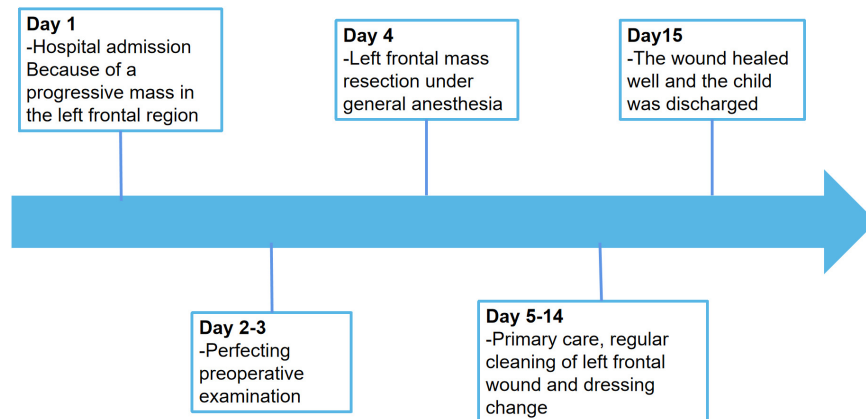 Day 1
-Hospital admission
Because of a
progressive mass in
the left frontal region
Day 2-3
-Perfecting
preoperative
examination
Day 4
-Left frontal mass
resection under
general anesthesia
Day 5-14
-Primary care, regular
cleaning of left frontal
wound and dressing
change
Day15
-The wound healed
well and the child
was discharged